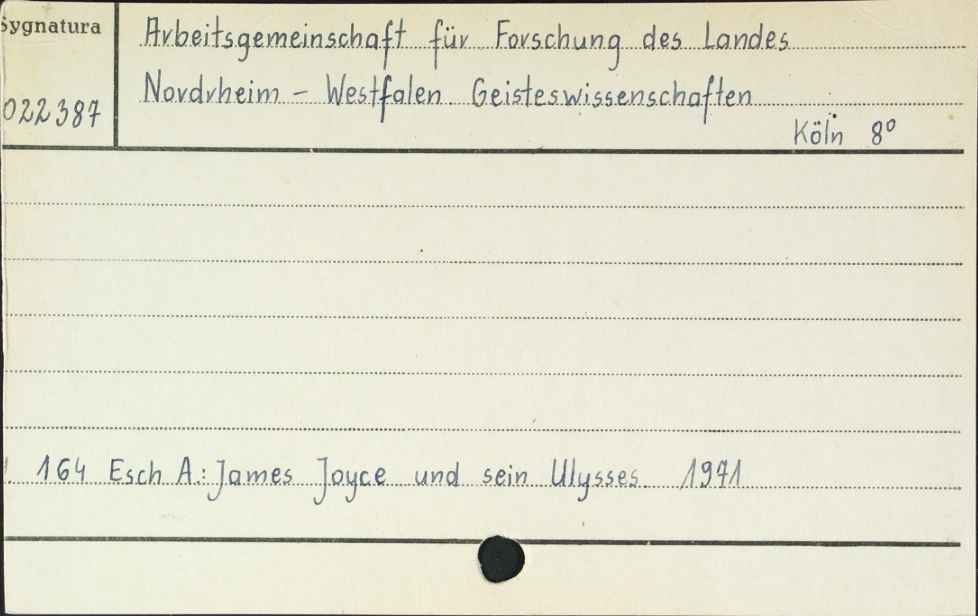 Sygnatura
022387
Arbeitsgemeinschaft für Forschung des Landes
Nordrheim - Westfalen Geisteswissenschaften
Köln 8°
164 Esch A.: James Joyce und sein Ulysses. 1971